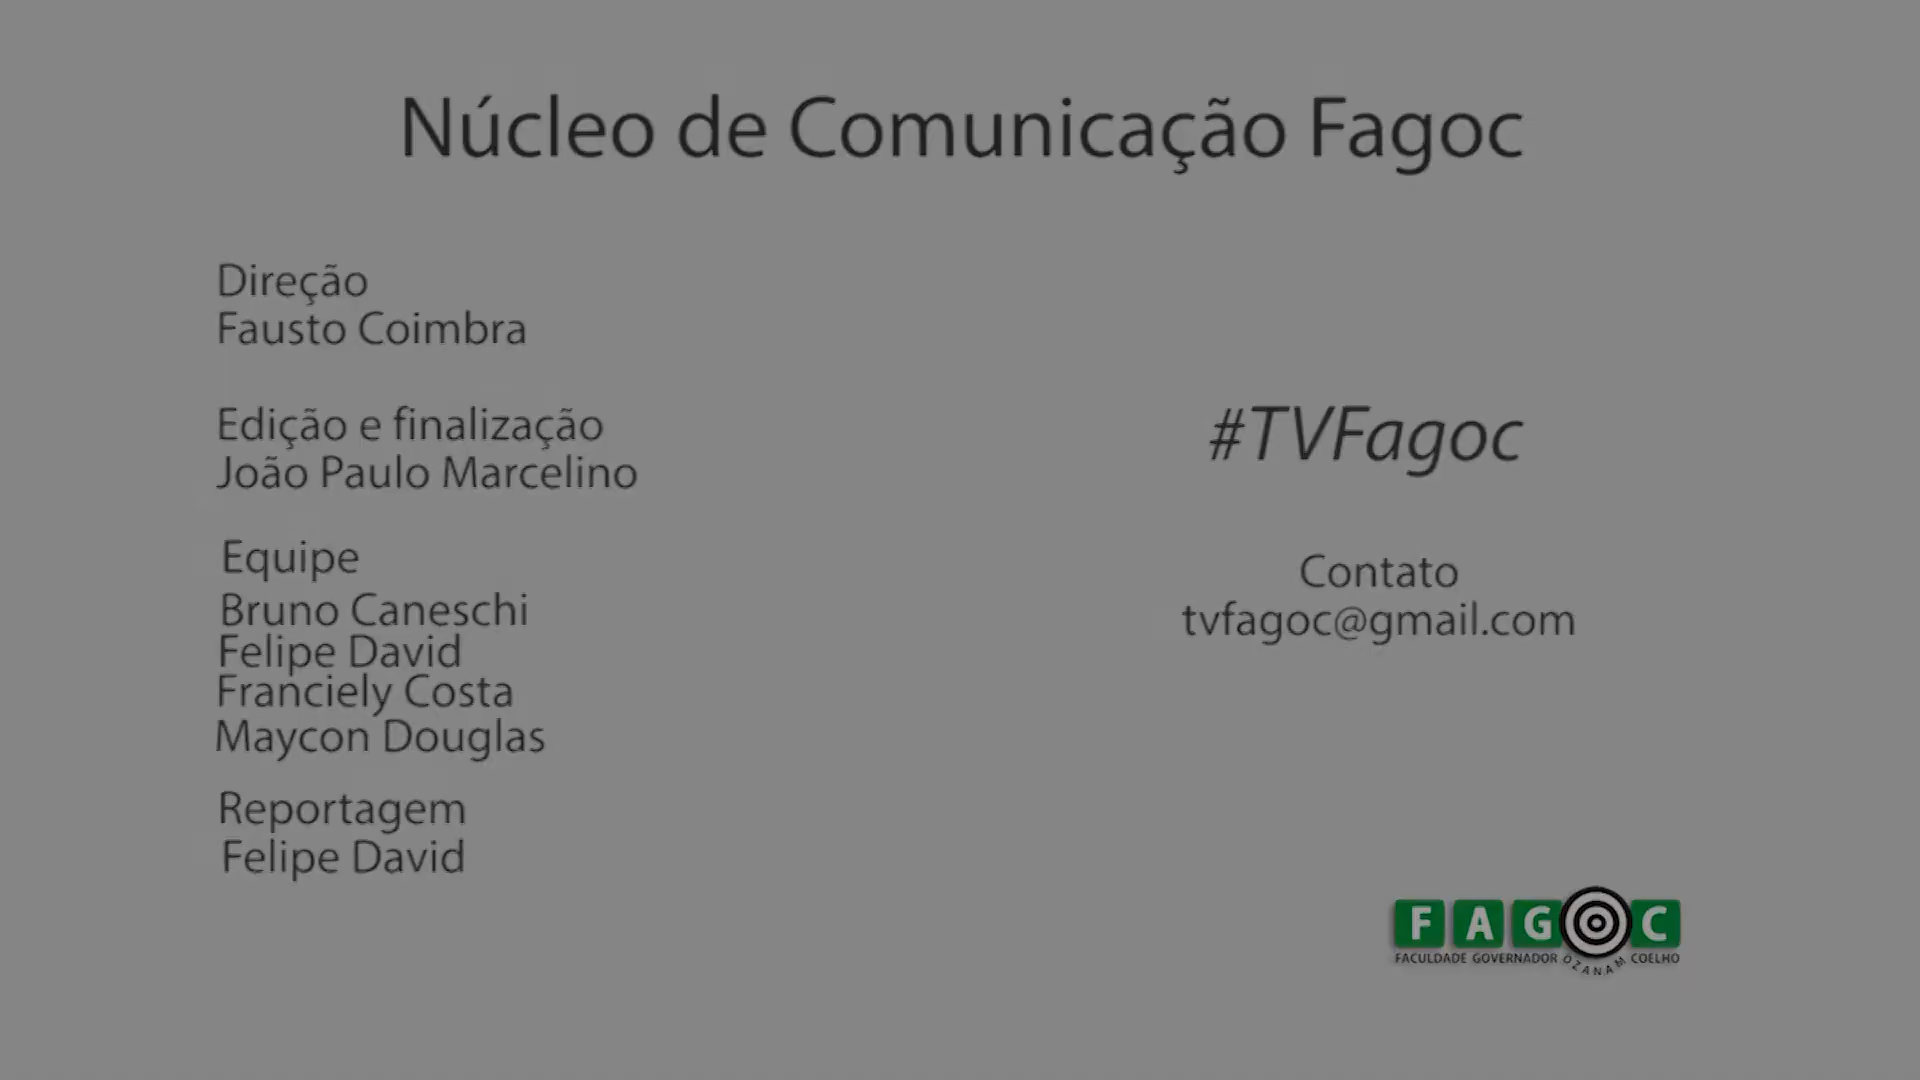 Núcleo de Comunicação Fagoc
Direção
Fausto Coimbra
Edição e finalização
João Paulo Marcelino
Equipe
Bruno Caneschi
Felipe David
Franciely Costa
Maycon Douglas
Reportagem
Felipe David
#TVFagoc
Contato
tvfagoc@gmail.com
FAGOC
FACULDADE GOVERNADOR OZANAM COELHO